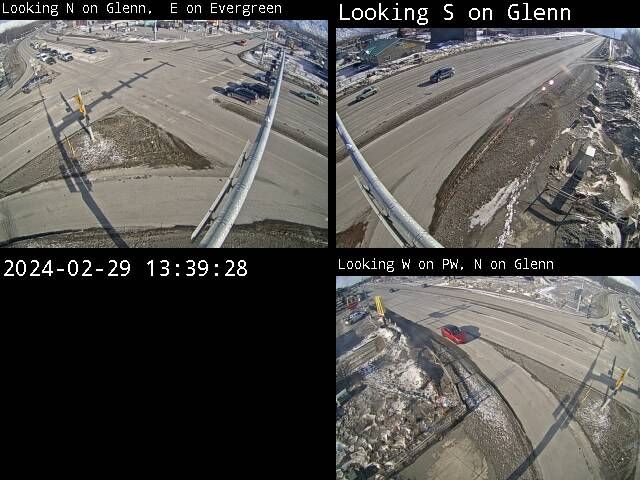 Looking N on Glenn,  E on Evergreen
Looking S on Glenn
2024-02-29 13:39:28
Looking W on PW, N on Glenn